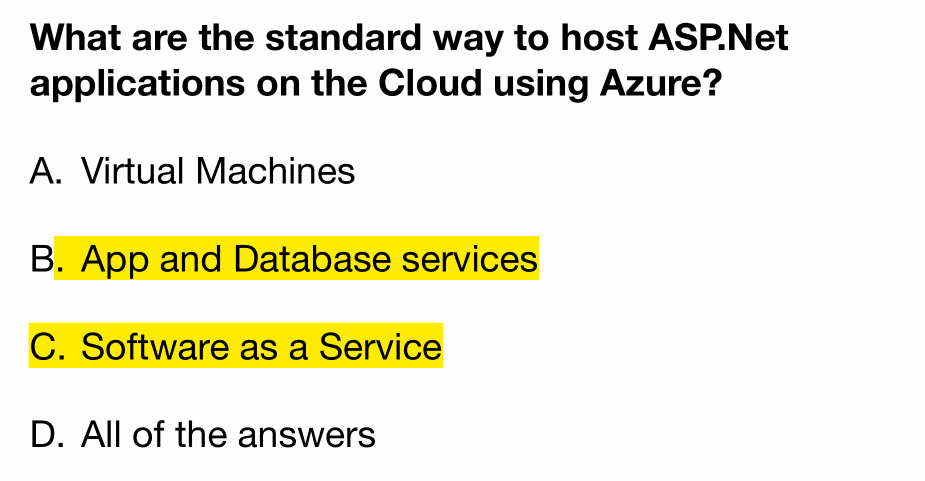 What are the standard way to host ASP.Net
applications on the Cloud using Azure?
A. Virtual Machines
B. App and Database services
C. Software as a Service
D. All of the answers